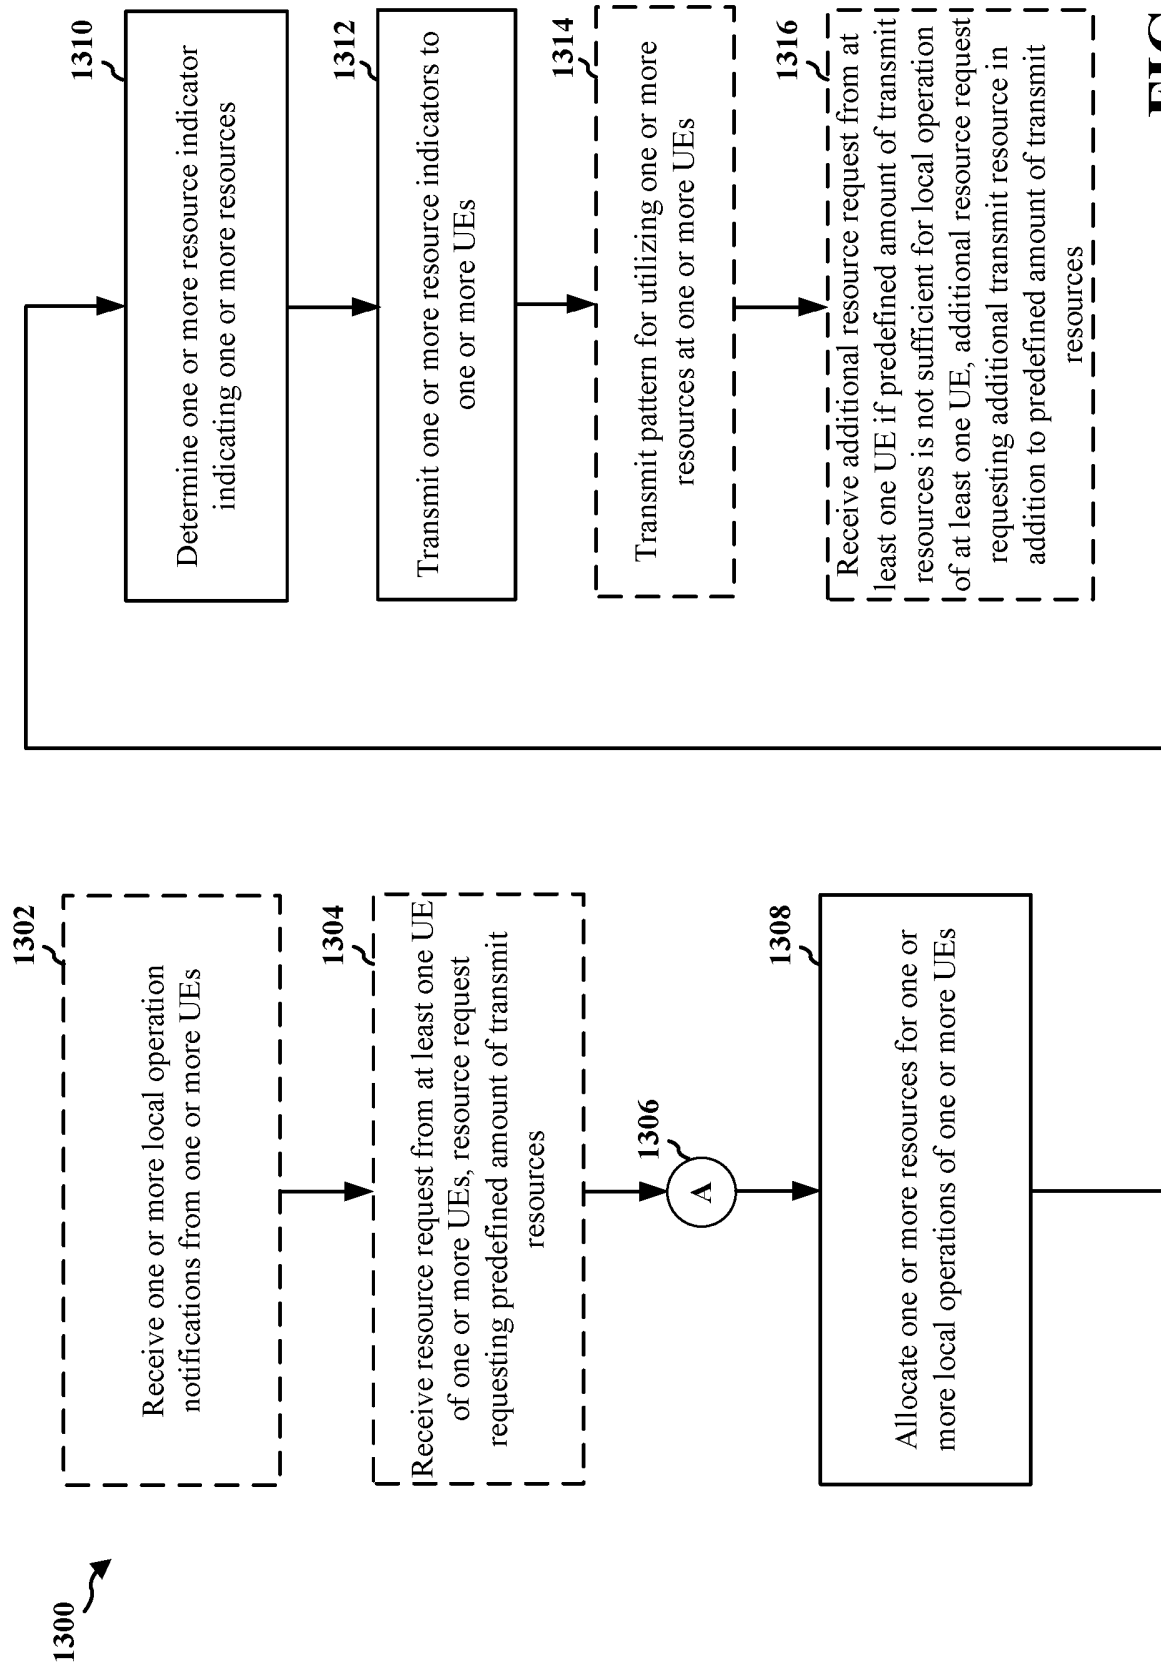 1300
1302
Receive one or more local operation
notifications from one or more UEs
1304
Receive resource request from at least one UE
of one or more UEs, resource request
requesting predefined amount of transmit
resources
1306
A
1308
Allocate one or more resources for one or
more local operations of one or more UEs
1310
Determine one or more resource indicator
indicating one or more resources
1312
Transmit one or more resource indicators to
one or more UEs
1314
Transmit pattern for utilizing one or more
resources at one or more UEs
1316
Receive additional resource request from at
least one UE if predefined amount of transmit
resources is not sufficient for local operation
of at least one UE, additional resource request
requesting additional transmit resource in
addition to predefined amount of transmit
resources
FIG